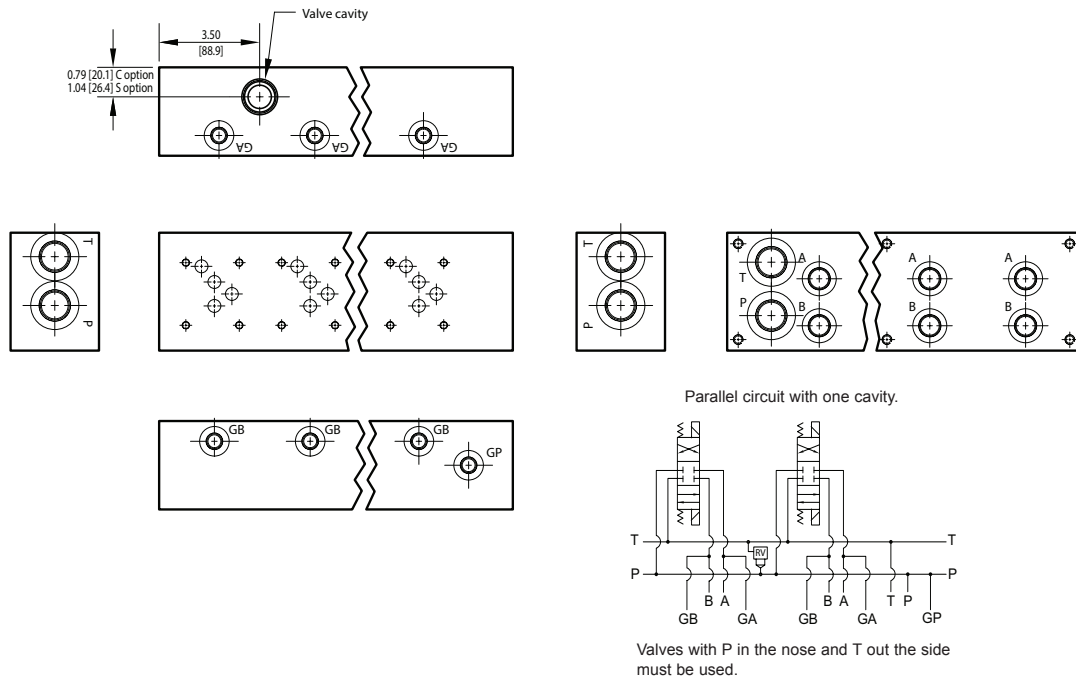 Valve cavity
3.50
[88.9]
0.79 [20.1] C option
1.04 [26.4] S option
GA GA GA
T T A A A
T
P P P B B B
GB GB GB
GP
Parallel circuit with one cavity.
T RV T
P P
B A B A T P
GB GA GB GA GP
Valves with P in the nose and T out the side
must be used.